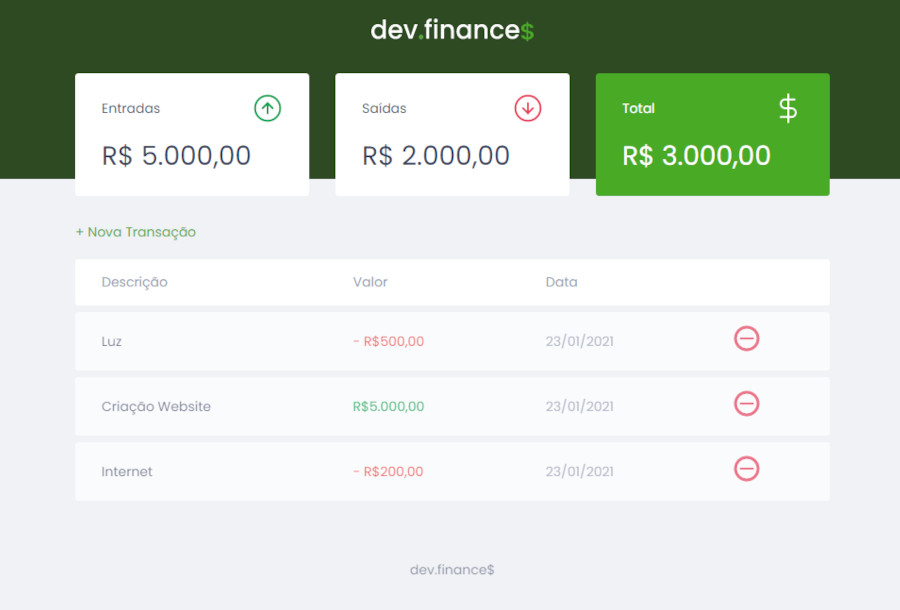 dev.finance$
Entradas
R$ 5.000,00
Saídas
R$ 2.000,00
Total
$
R$ 3.000,00
+ Nova Transação
Descrição Valor Data
Luz - R$500,00 23/01/2021
Criação Website R$5.000,00 23/01/2021
Internet - R$200,00 23/01/2021
dev.finance$